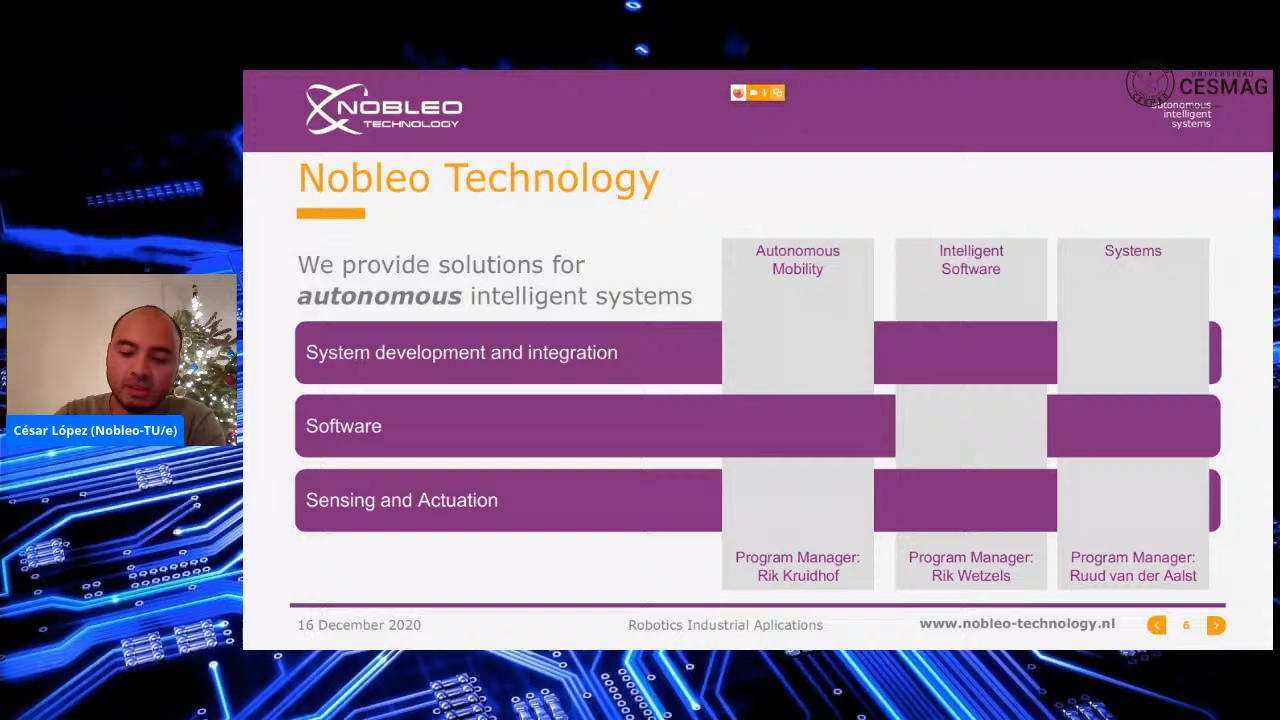 NOBLEO
TECHNOLOGY
UNIVERSIDAD
CESMAG
autonomous
intelligent
systems
Nobleo Technology
We provide solutions for
autonomous intelligent systems
Autonomous
Mobility
Intelligent
Software
Systems
System development and integration
Software
Sensing and Actuation
César López (Nobleo-TU/e)
Program Manager:
Rik Kruidhof
Program Manager:
Rik Wetzels
Program Manager:
Ruud van der Aalst
16 December 2020
Robotics Industrial Aplications
www.nobleo-technology.nl
6